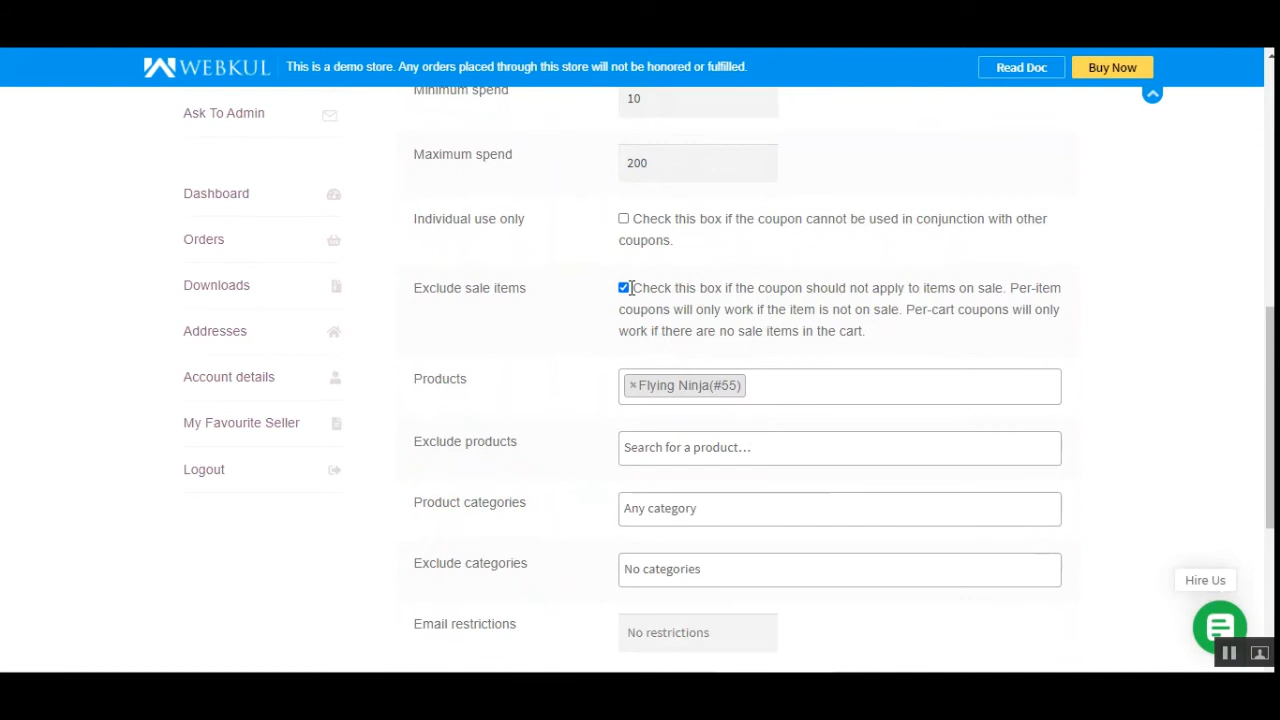 WEBKUL
This is a demo store. Any orders placed through this store will not be honored or fulfilled.
Read Doc
Buy Now
Ask To Admin
Dashboard
Orders
Downloads
Addresses
Account details
My Favourite Seller
Logout
Minimum spend
10
Maximum spend
200
Individual use only
Check this box if the coupon cannot be used in conjunction with other
coupons.
Exclude sale items
Check this box if the coupon should not apply to items on sale. Per-item
coupons will only work if the item is not on sale. Per-cart coupons will only
work if there are no sale items in the cart.
Products
×Flying Ninja(#55)
Exclude products
Search for a product…
Product categories
Any category
Exclude categories
No categories
Email restrictions
No restrictions
Hire Us